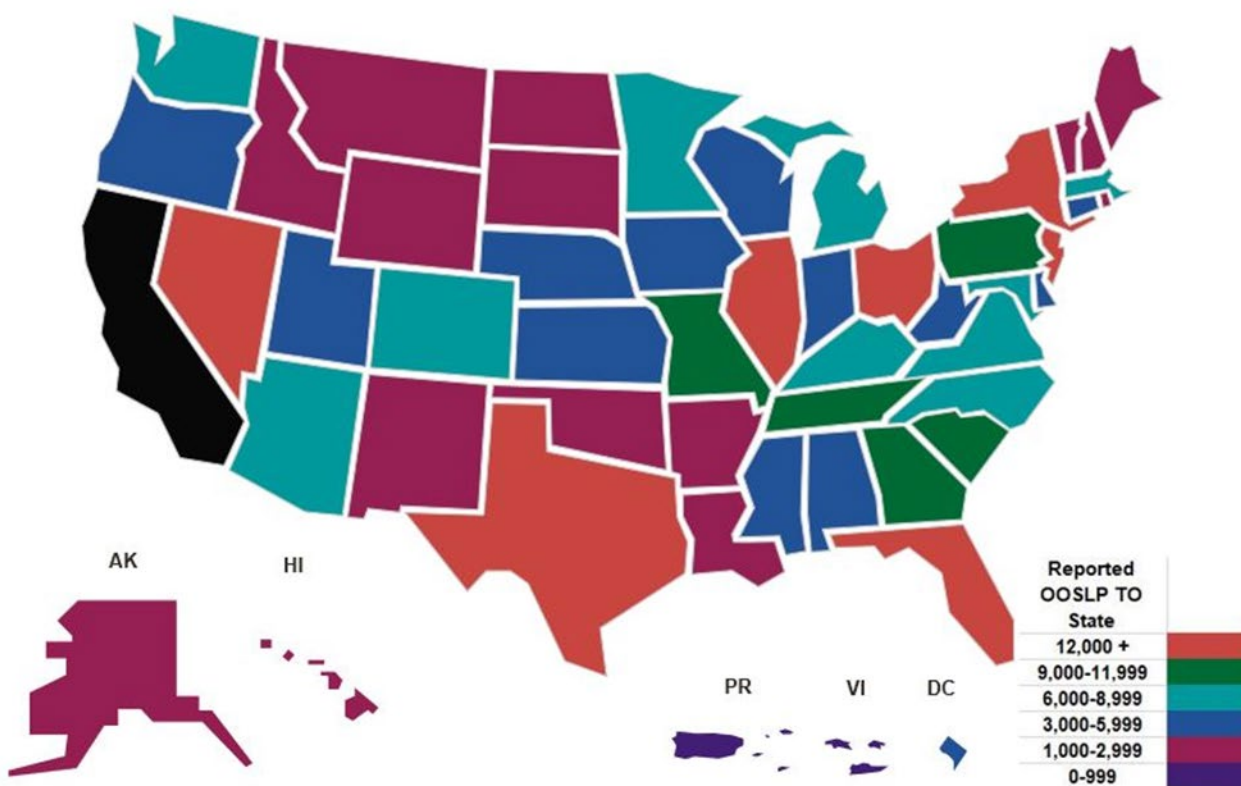 AK
HI
PR
VI
DC
Reported
OOSLP TO
State
12,000 +
9,000-11,999
6,000-8,999
3,000-5,999
1,000-2,999
0-999